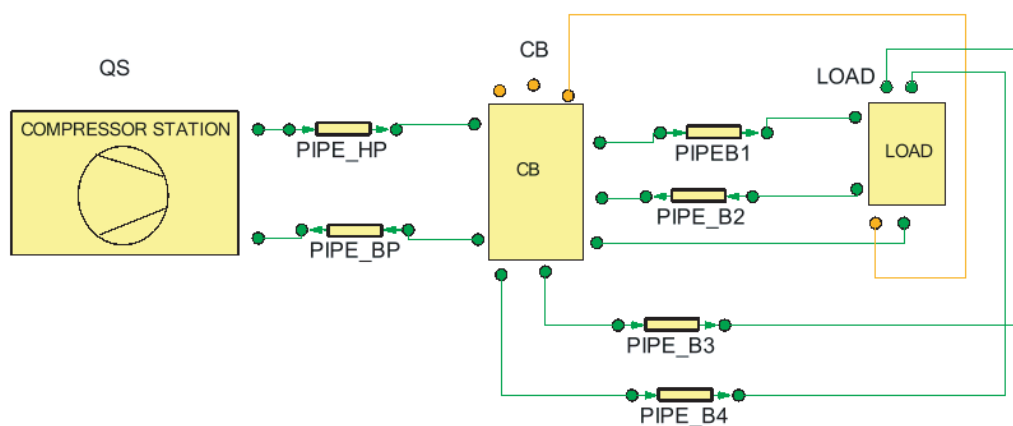 QS
CB
LOAD
COMPRESSOR STATION
PIPE_HP
PIPEB1
LOAD
CB
PIPE_B2
PIPE_BP
PIPE_B3
PIPE_B4